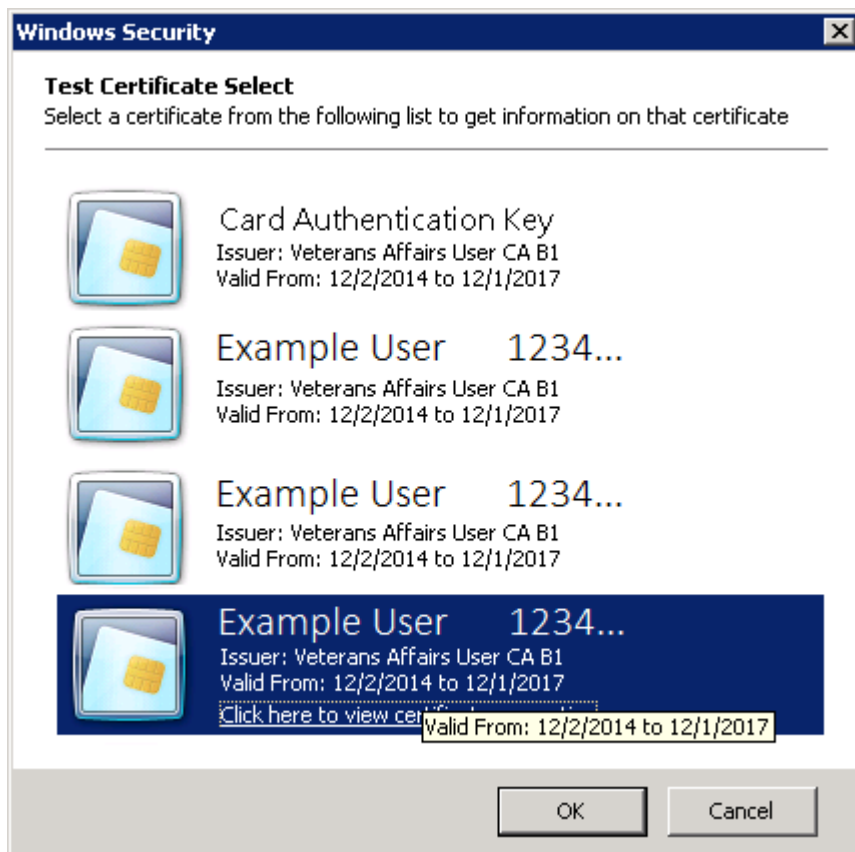 Windows Security
Test Certificate Select
Select a certificate from the following list to get information on that certificate
Card Authentication Key
Issuer: Veterans Affairs User CA B1
Valid From: 12/2/2014 to 12/1/2017
Example User 1234...
Issuer: Veterans Affairs User CA B1
Valid From: 12/2/2014 to 12/1/2017
Example User 1234...
Issuer: Veterans Affairs User CA B1
Valid From: 12/2/2014 to 12/1/2017
Example User 1234...
Issuer: Veterans Affairs User CA B1
Valid From: 12/2/2014 to 12/1/2017
Click here to view
Valid From: 12/2/2014 to 12/1/2017
OK Cancel